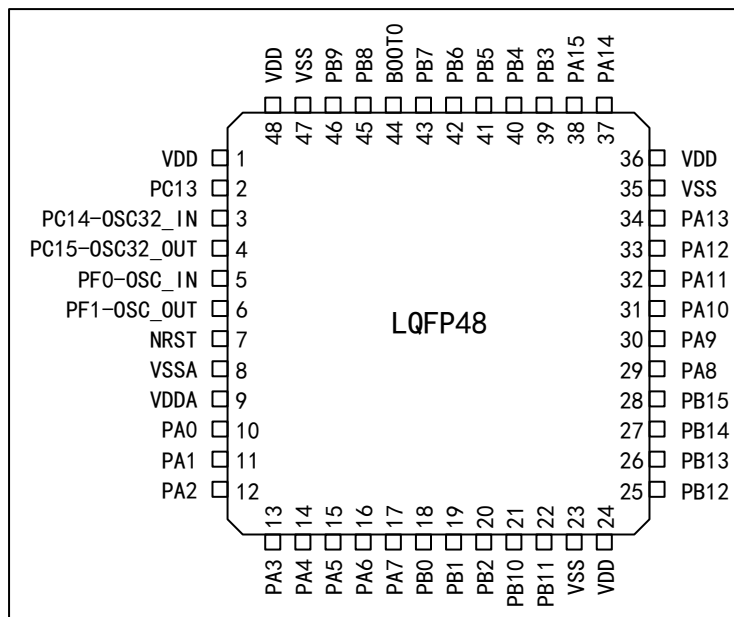 VDD VSS PB9 PB8 BOOT0 PB7 PB6 PB5 PB4 PB3 PA15 PA14
48 47 46 45 44 43 42 41 40 39 38 37
VDD 1 36 VDD
PC13 2 35 VSS
PC14-OSC32_IN 3 34 PA13
PC15-OSC32_OUT 4 33 PA12
PF0-OSC_IN 5 32 PA11
PF1-OSC_OUT 6 31 PA10
LQFP48
NRST 7 30 PA9
VSSA 8 29 PA8
VDDA 9 28 PB15
PA0 10 27 PB14
PA1 11 26 PB13
PA2 12 25 PB12
13 14 15 16 17 18 19 20 21 22 23 24
PA3 PA4 PA5 PA6 PA7 PB0 PB1 PB2 PB10 PB11 VSS VDD